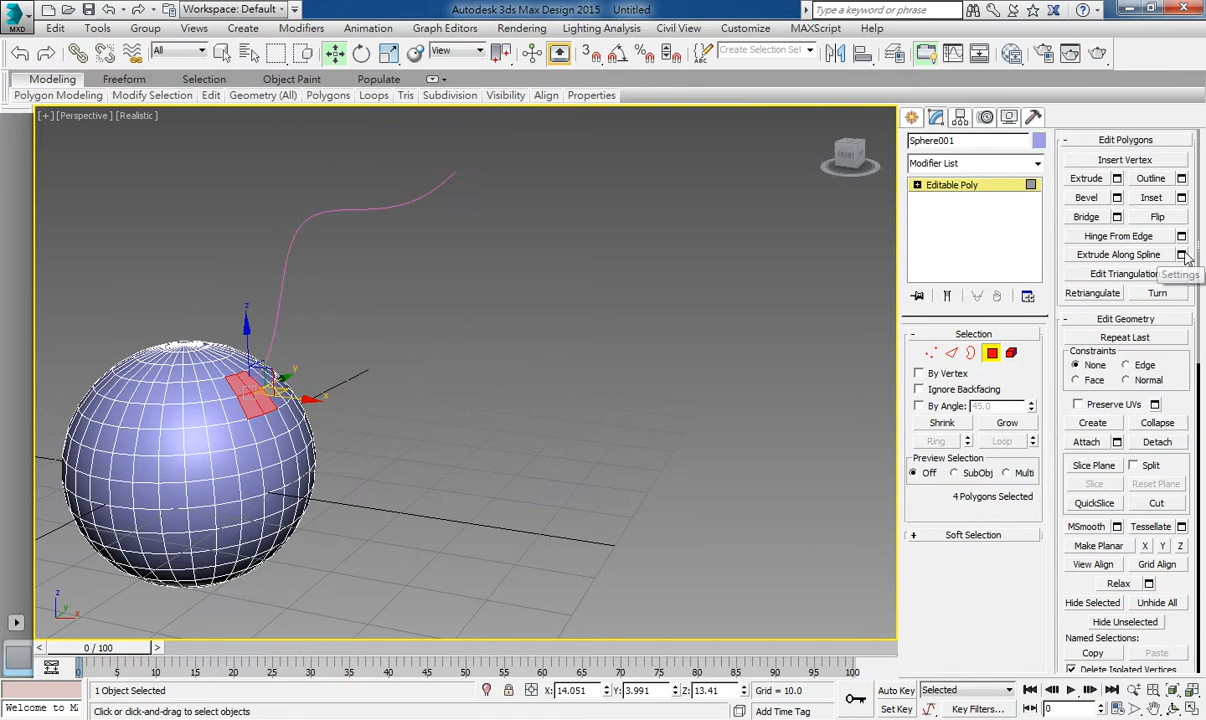 Workspace: Default
Autodesk 3ds Max Design 2015 Untitled
Type a keyword or phrase
MXD
Edit Tools Group Views Create Modifiers Animation Graph Editors Rendering Lighting Analysis Civil View Customize MAXScript Help
All
View
3
%
Create Selection Set
Modeling Freeform Selection Object Paint Populate
Polygon Modeling Modify Selection Edit Geometry (All) Polygons Loops Tris Subdivision Visibility Align Properties
[+] [Perspective] [Realistic]
FRONT
z
y
x
z
y
x
Sphere001
Modifier List
Editable Poly
Selection
By Vertex
Ignore Backfacing
By Angle: 45.0
Shrink Grow
Ring Loop
Preview Selection
Off SubObj Multi
4 Polygons Selected
Soft Selection
Edit Polygons
Insert Vertex
Extrude Outline
Bevel Inset
Bridge Flip
Hinge From Edge
Extrude Along Spline
Edit Triangulation
Settings
Retriangulate Turn
Edit Geometry
Repeat Last
Constraints
None Edge
Face Normal
Preserve UVs
Create Collapse
Attach Detach
Slice Plane Split
Slice Reset Plane
QuickSlice Cut
MSmooth Tessellate
Make Planar X Y Z
View Align Grid Align
Relax
Hide Selected Unhide All
Hide Unselected
Named Selections:
Copy Paste
Delete Isolated Vertices
0 / 100
0 5 10 15 20 25 30 35 40 45 50 55 60 65 70 75 80 85 90 95 100
1 Object Selected
X: 14.051 Y: 3.991 Z: 13.41 Grid = 10.0
Auto Key Selected
Welcome to M
Click or click-and-drag to select objects
Add Time Tag
Set Key Key Filters... 0